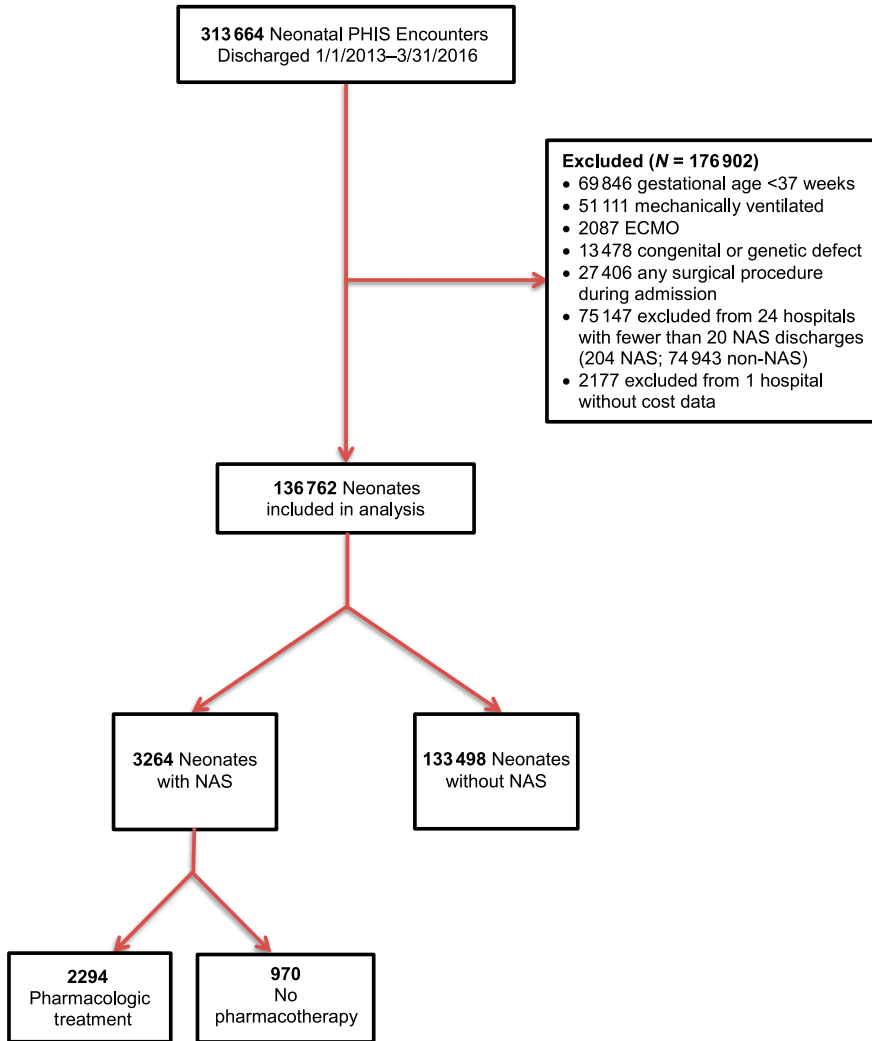 313 664 Neonatal PHIS Encounters
Discharged 1/1/2013–3/31/2016
Excluded (N = 176 902)
• 69 846 gestational age <37 weeks
• 51 111 mechanically ventilated
• 2087 ECMO
• 13 478 congenital or genetic defect
• 27 406 any surgical procedure
during admission
• 75 147 excluded from 24 hospitals
with fewer than 20 NAS discharges
(204 NAS; 74 943 non-NAS)
• 2177 excluded from 1 hospital
without cost data
136 762 Neonates
included in analysis
3264 Neonates
with NAS
133 498 Neonates
without NAS
2294
Pharmacologic
treatment
970
No
pharmacotherapy